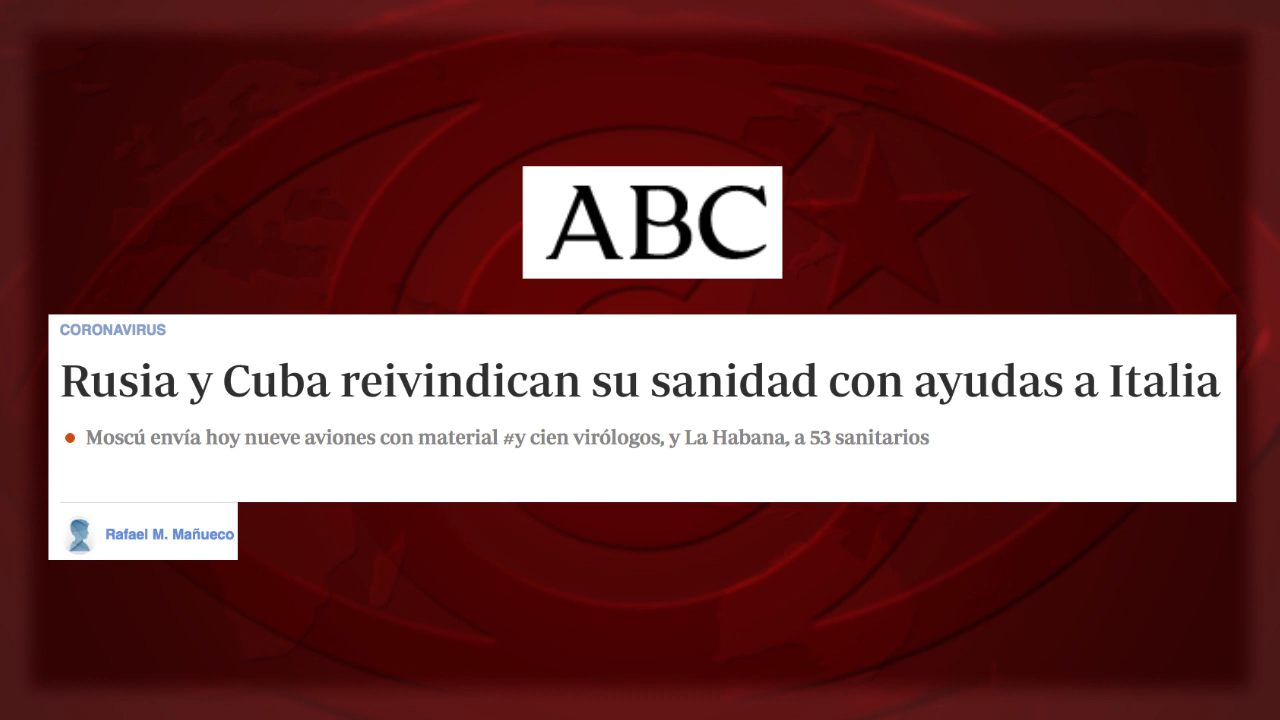 ABC
CORONAVIRUS
Rusia y Cuba reivindican su sanidad con ayudas a Italia
Moscú envía hoy nueve aviones con material #y cien virólogos, y La Habana, a 53 sanitarios
Rafael M. Mañueco